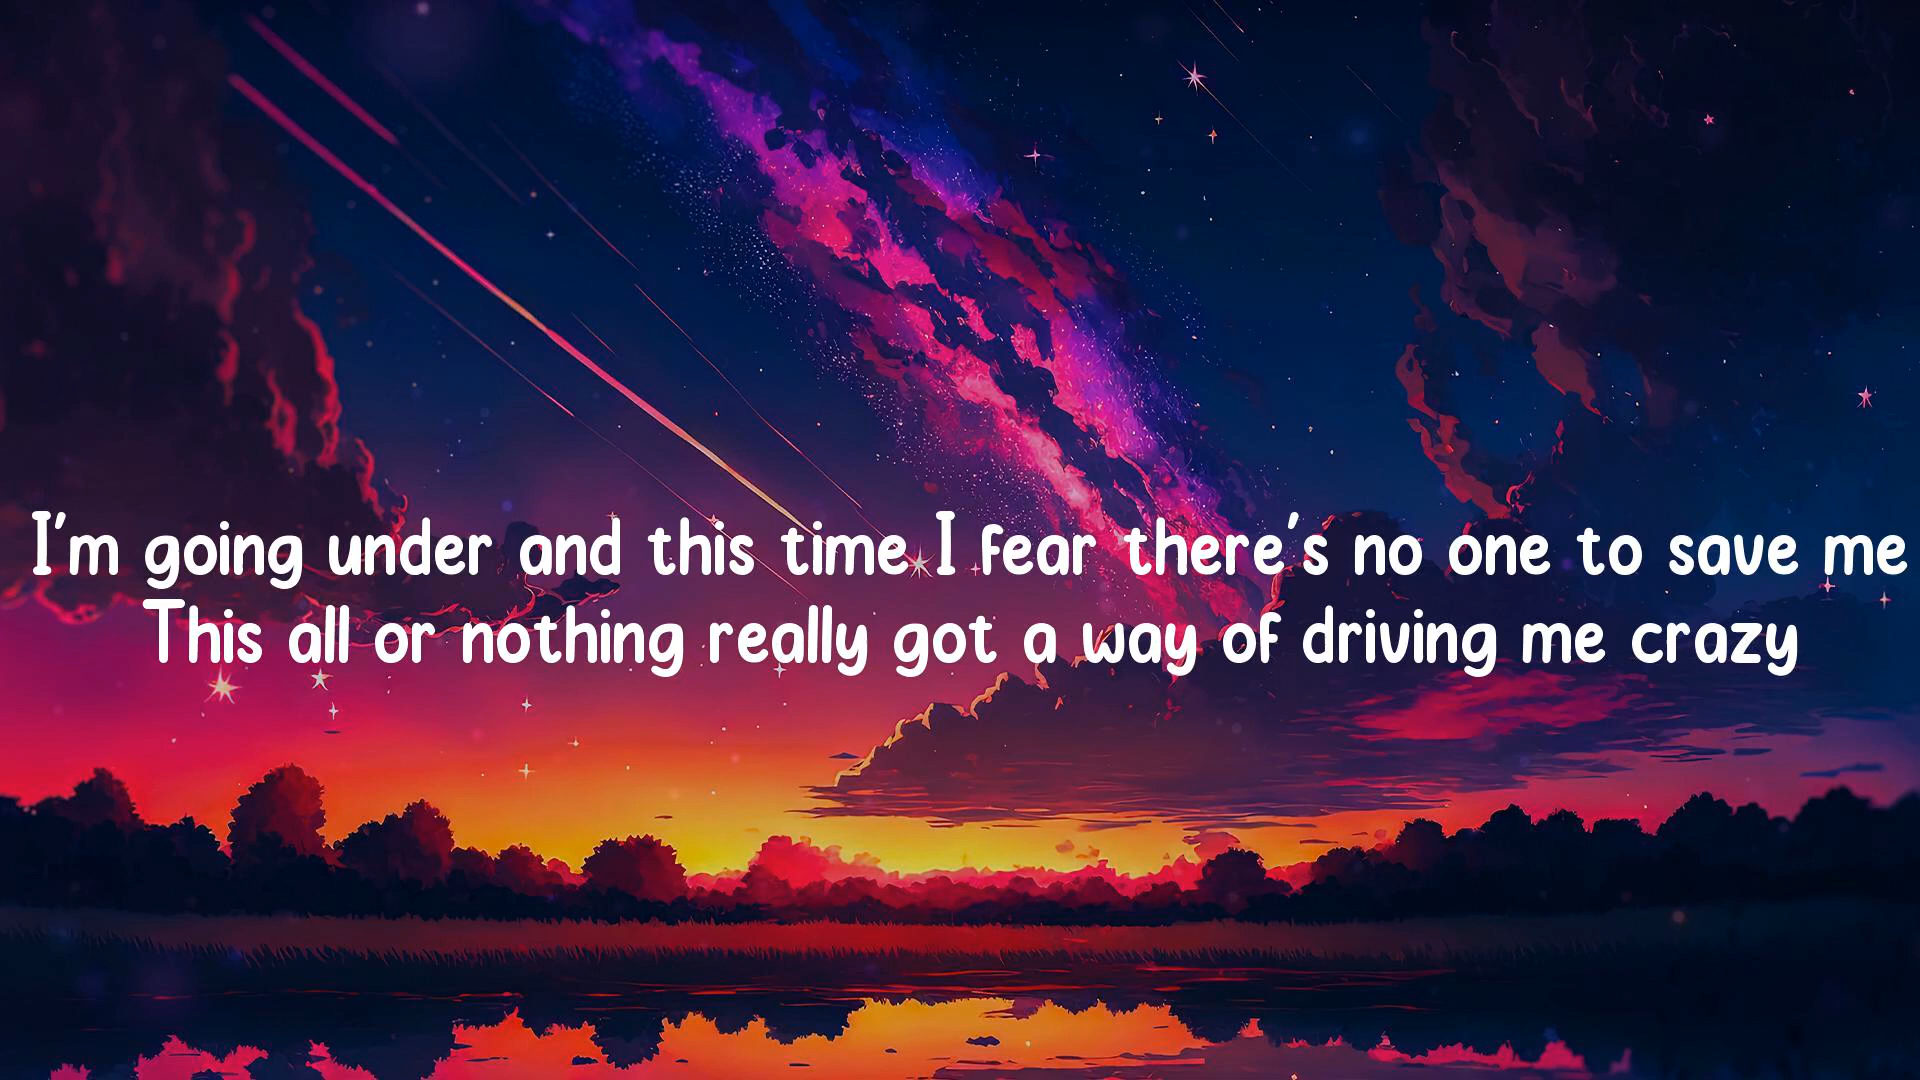 I'm going under and this time I fear there's no one to save me
This all or nothing really got a way of driving me crazy